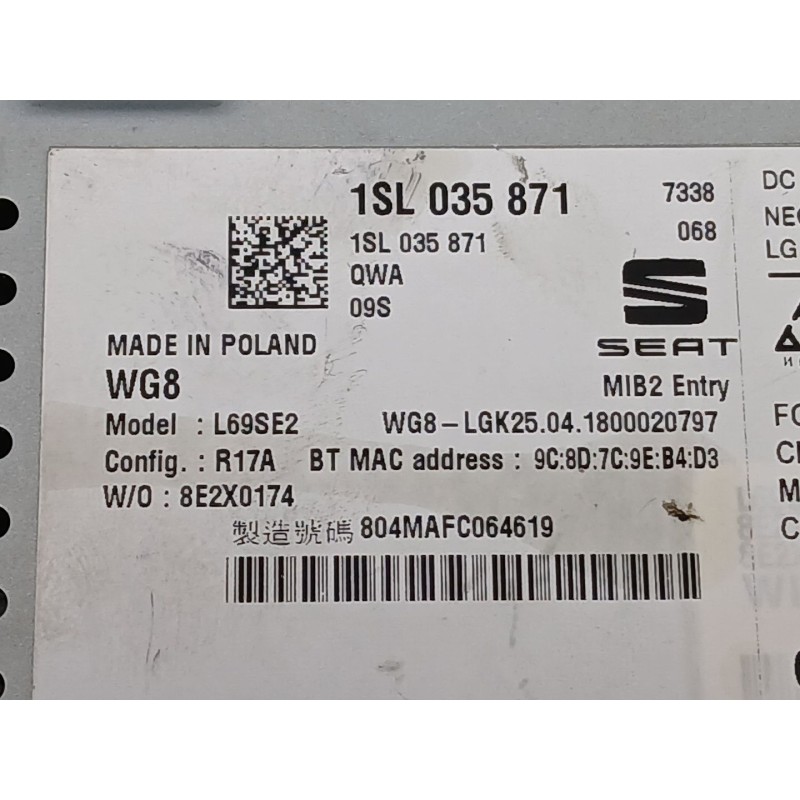 1SL 035 871
7338
1SL 035 871
068
QWA
09S
SEAT
MADE IN POLAND
WG8
MIB2 Entry
Model : L69SE2
WG8-LGK25.04.1800020797
Config. : R17A
BT MAC address : 9C:8D:7C:9E:B4:D3
W/O : 8E2X0174
製造號碼 804MAFC064619
DC
LG